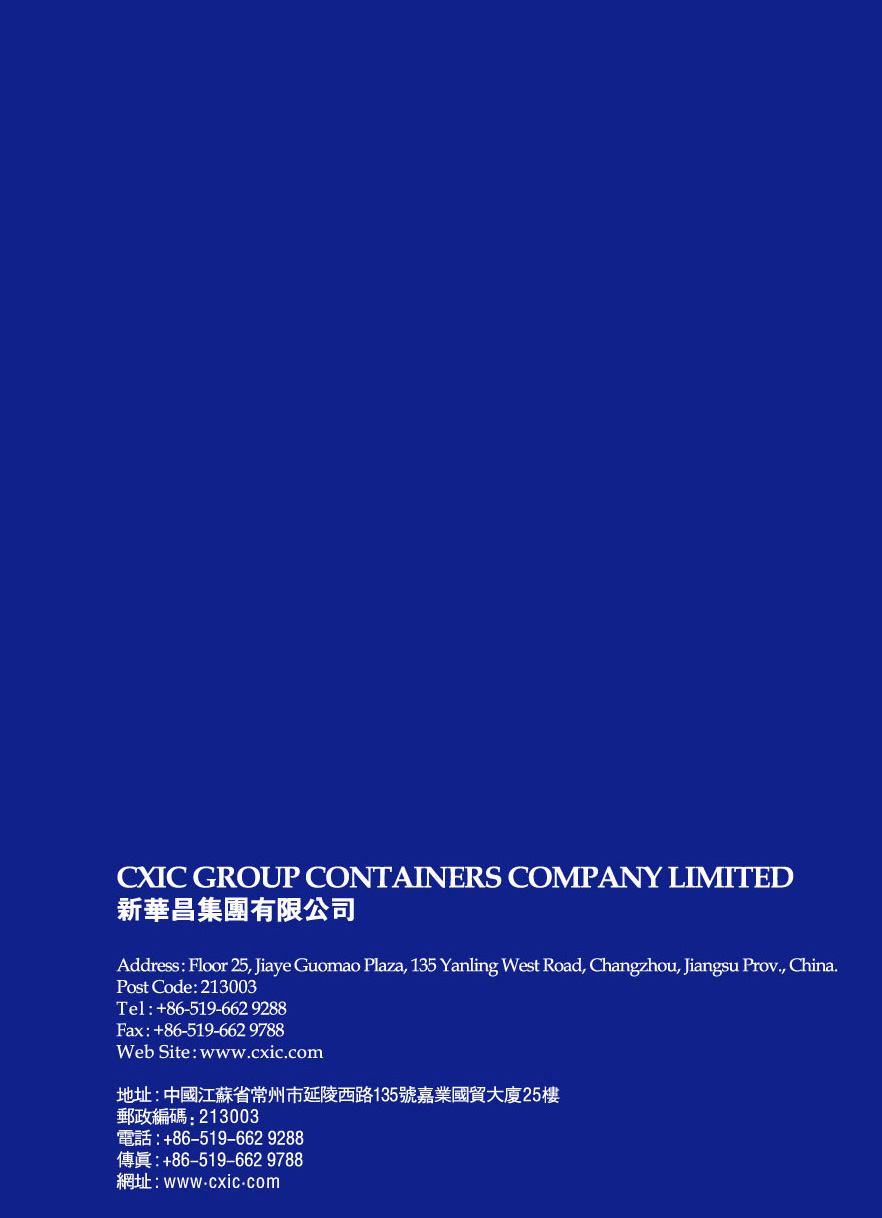 CXIC GROUP CONTAINERS COMPANY LIMITED
新華昌集團有限公司
Address: Floor 25, Jiaye Guomao Plaza, 135 Yanling West Road, Changzhou, Jiangsu Prov., China.
Post Code: 213003
Tel: +86-519-662 9288
Fax: +86-519-662 9788
Web Site: www.cxic.com
地址: 中國江蘇省常州市延陵西路135號嘉業國貿大廈25樓
郵政編碼: 213003
電話: +86-519-662 9288
傳眞: +86-519-662 9788
網址: www·cxic·com